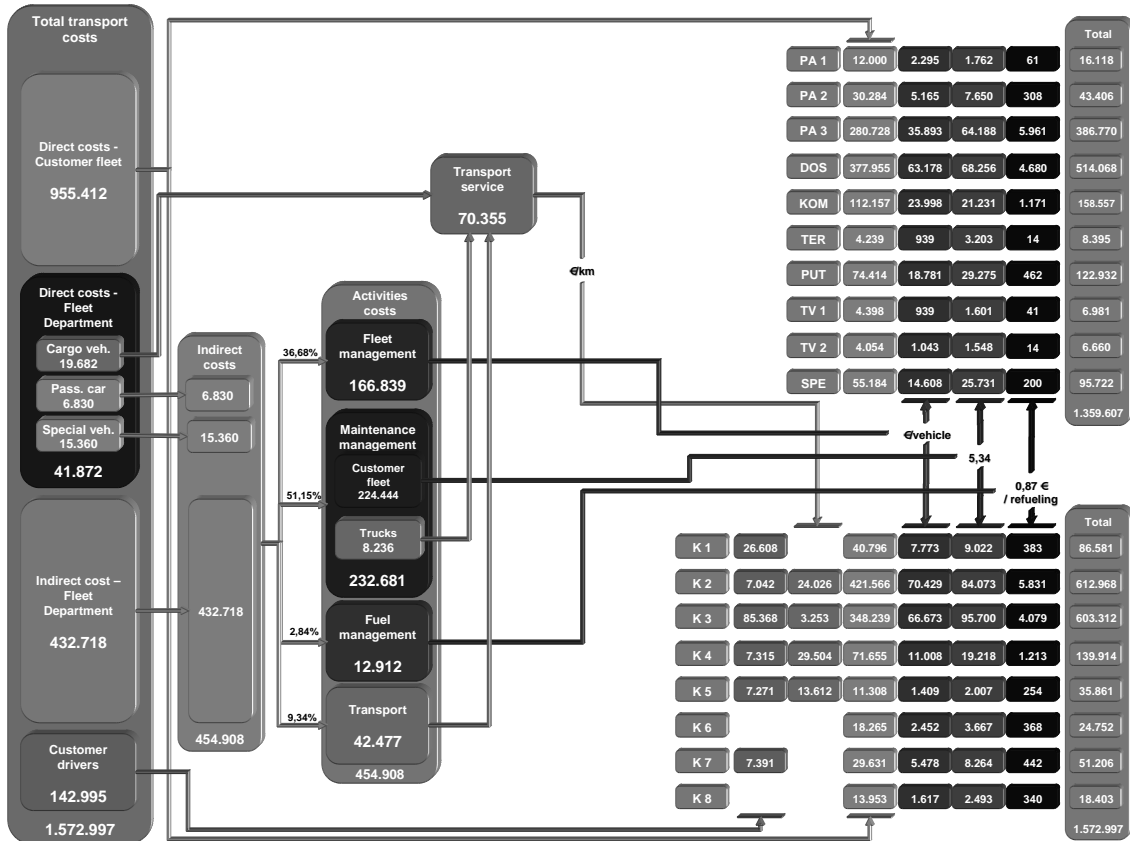 Total transport
costs
Direct costs -
Customer fleet
955.412
Direct costs -
Fleet
Department
Cargo veh.
19.682
Pass. car
6.830
Special veh.
15.360
41.872
Indirect cost –
Fleet
Department
432.718
Customer
drivers
142.995
1.572.997
Indirect
costs
6.830
15.360
432.718
454.908
36,68%
51,15%
2,84%
9,34%
Activities
costs
Fleet
management
166.839
Maintenance
management
Customer
fleet
224.444
Trucks
8.236
232.681
Fuel
management
12.912
Transport
42.477
454.908
Transport
service
70.355
€/km
Total
PA 1 12.000 2.295 1.762 61 16.118
PA 2 30.284 5.165 7.650 308 43.406
PA 3 280.728 35.893 64.188 5.961 386.770
DOS 377.955 63.178 68.256 4.680 514.068
KOM 112.157 23.998 21.231 1.171 158.557
TER 4.239 939 3.203 14 8.395
PUT 74.414 18.781 29.275 462 122.932
TV 1 4.398 939 1.601 41 6.981
TV 2 4.054 1.043 1.548 14 6.660
SPE 55.184 14.608 25.731 200 95.722
1.359.607
€/vehicle
5,34
0,87 €
/ refueling
Total
K 1 26.608 40.796 7.773 9.022 383 86.581
K 2 7.042 24.026 421.566 70.429 84.073 5.831 612.968
K 3 85.368 3.253 348.239 66.673 95.700 4.079 603.312
K 4 7.315 29.504 71.655 11.008 19.218 1.213 139.914
K 5 7.271 13.612 11.308 1.409 2.007 254 35.861
K 6 18.265 2.452 3.667 368 24.752
K 7 7.391 29.631 5.478 8.264 442 51.206
K 8 13.953 1.617 2.493 340 18.403
1.572.997